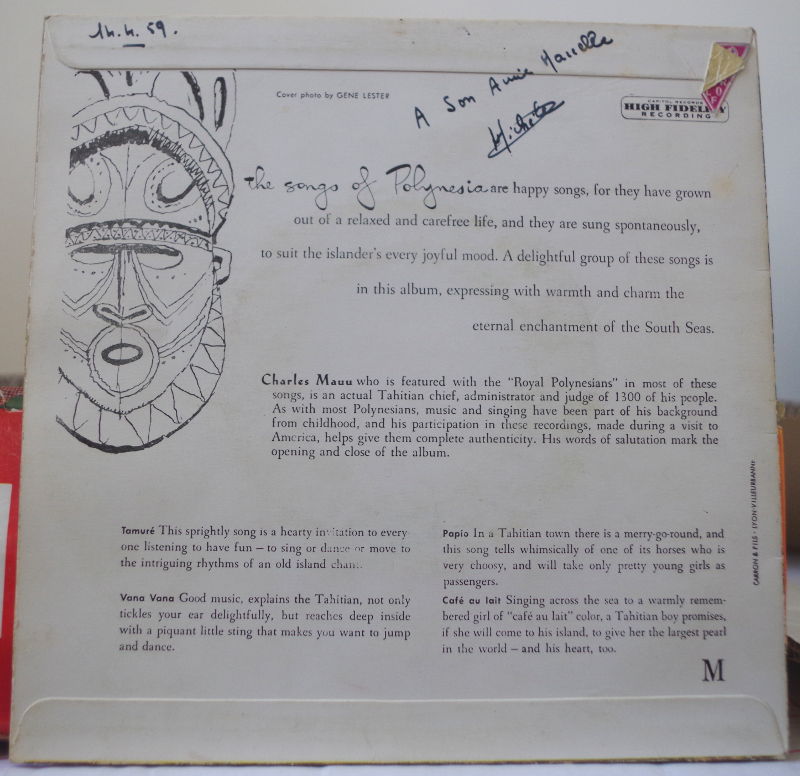 14.4.59.
A Son Amie Marcelle
Michel
Cover photo by GENE LESTER
CAPITOL RECORDS
HIGH FIDELITY
RECORDING
the songs of Polynesia are happy songs, for they have grown
out of a relaxed and carefree life, and they are sung spontaneously,
to suit the islander's every joyful mood. A delightful group of these songs is
in this album, expressing with warmth and charm the
eternal enchantment of the South Seas.
Charles Mauu who is featured with the "Royal Polynesians" in most of these
songs, is an actual Tahitian chief, administrator and judge of 1300 of his people.
As with most Polynesians, music and singing have been part of his background
from childhood, and his participation in these recordings, made during a visit to
America, helps give them complete authenticity. His words of salutation mark the
opening and close of the album.
Tamuré This sprightly song is a hearty invitation to every-
one listening to have fun – to sing or dance or move to
the intriguing rhythms of an old island chant.
Vana Vana Good music, explains the Tahitian, not only
tickles your ear delightfully, but reaches deep inside
with a piquant little sting that makes you want to jump
and dance.
Papio In a Tahitian town there is a merry-go-round, and
this song tells whimsically of one of its horses who is
very choosy, and will take only pretty young girls as
passengers.
Café au lait Singing across the sea to a warmly remem-
bered girl of "café au lait" color, a Tahitian boy promises,
if she will come to his island, to give her the largest pearl
in the world – and his heart, too.
M
CARRON & FILS - LYON-VILLEURBANNE